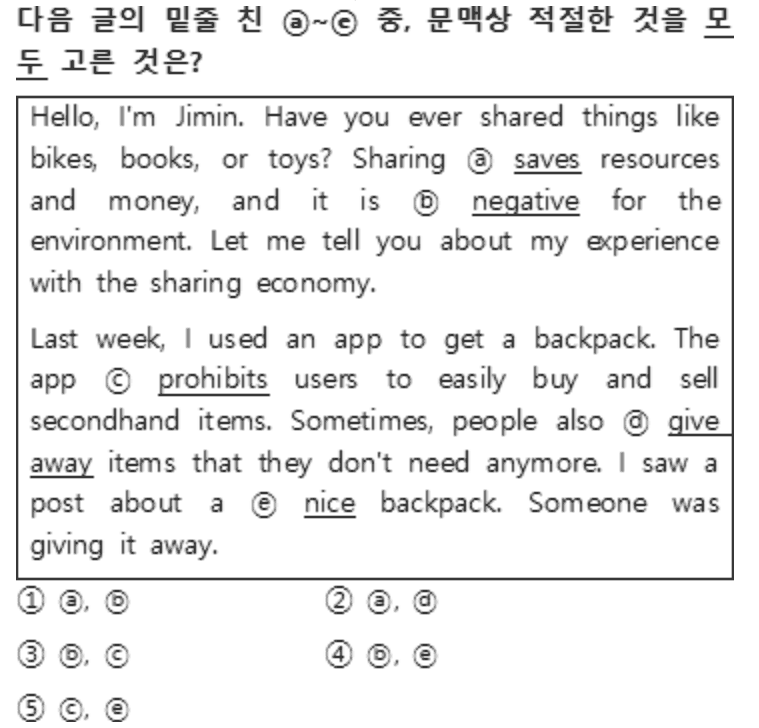 다음 글의 밑줄 친 ⓐ~ⓔ 중, 문맥상 적절한 것을 모
두 고른 것은?
Hello, I'm Jimin. Have you ever shared things like
bikes, books, or toys? Sharing ⓐ saves resources
and money, and it is ⓑ negative for the
environment. Let me tell you about my experience
with the sharing economy.
Last week, I used an app to get a backpack. The
app ⓒ prohibits users to easily buy and sell
secondhand items. Sometimes, people also ⓓ give
away items that they don't need anymore. I saw a
post about a ⓔ nice backpack. Someone was
giving it away.
① ⓐ, ⓑ ② ⓐ, ⓓ
③ ⓑ, ⓒ ④ ⓑ, ⓔ
⑤ ⓒ, ⓔ